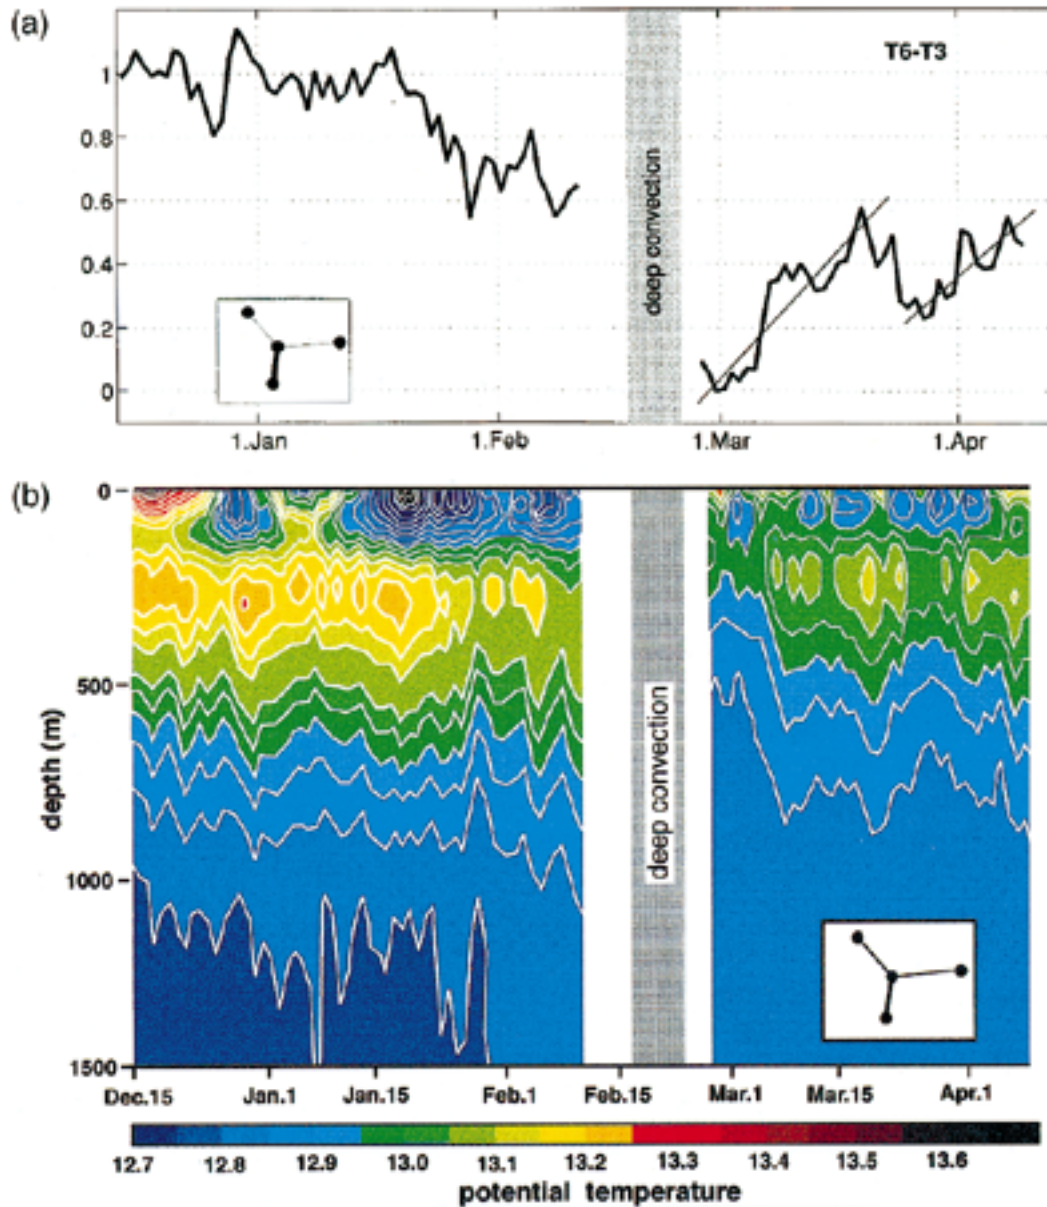 (a)
T6-T3
1
0.8
0.6
0.4
0.2
0
deep convection
1.Jan 1.Feb 1.Mar 1.Apr
(b)
0
500
1000
1500
depth (m)
deep convection
Dec.15 Jan.1 Jan.15 Feb.1 Feb.15 Mar.1 Mar.15 Apr.1
12.7 12.8 12.9 13.0 13.1 13.2 13.3 13.4 13.5 13.6
potential temperature